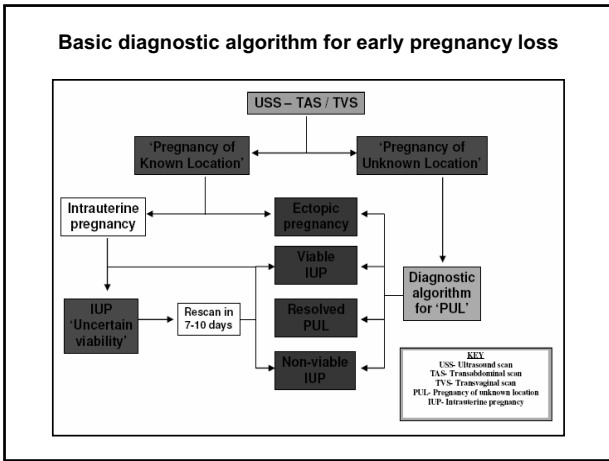 Basic diagnostic algorithm for early pregnancy loss
USS – TAS / TVS
‘Pregnancy of
Known Location’
‘Pregnancy of
Unknown Location’
Intrauterine
pregnancy
Ectopic
pregnancy
Viable
IUP
Diagnostic
algorithm
for ‘PUL’
IUP
‘Uncertain
viability’
Rescan in
7-10 days
Resolved
PUL
Non-viable
IUP
KEY
USS- Ultrasound scan
TAS- Transabdominal scan
TVS- Transvaginal scan
PUL- Pregnancy of unknown location
IUP- Intrauterine pregnancy